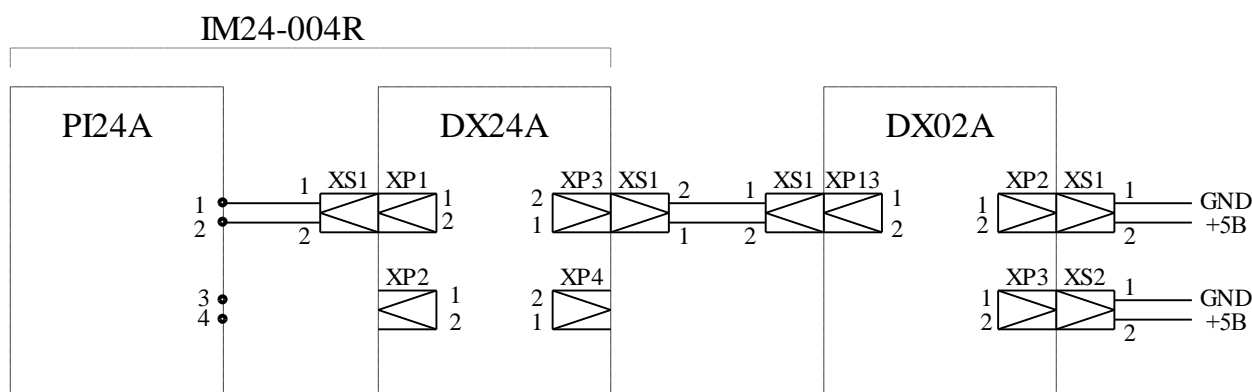 IM24-004R
PI24A DX24A DX02A
1 XS1 XP1 1 2 XP3 XS1 2 1 XS1 XP13 1 XP2 XS1 1 GND
1 1
2 2 2 1 1 2 2 2 2 +5B
XP2 1 2 XP4 XP3 XS2 1 GND
3 1
4 2 1 2 2 +5B